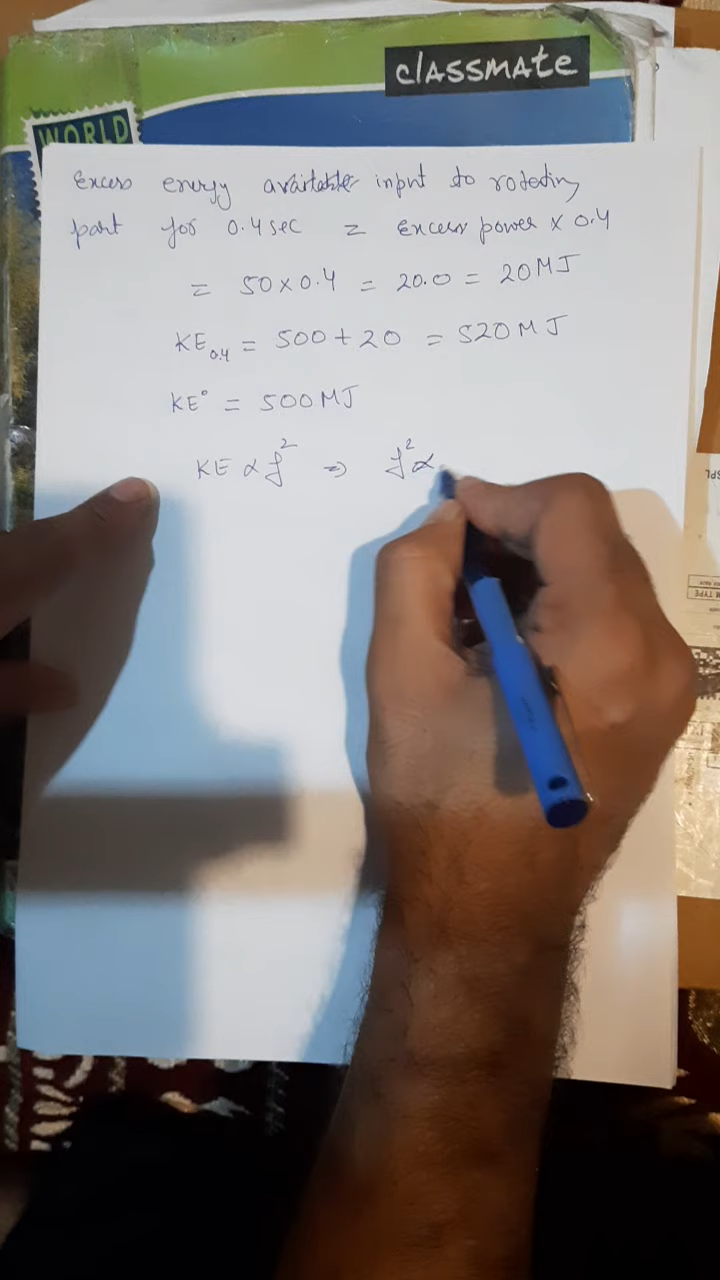 classmate
WORLD
Excess energy available input to rotating
part for 0.4 sec = Excess power × 0.4
= 50 × 0.4 = 20.0 = 20 MJ
KE0.4 = 500 + 20 = 520 MJ
KE° = 500 MJ
KE ∝ f² ⇒ f² ∝